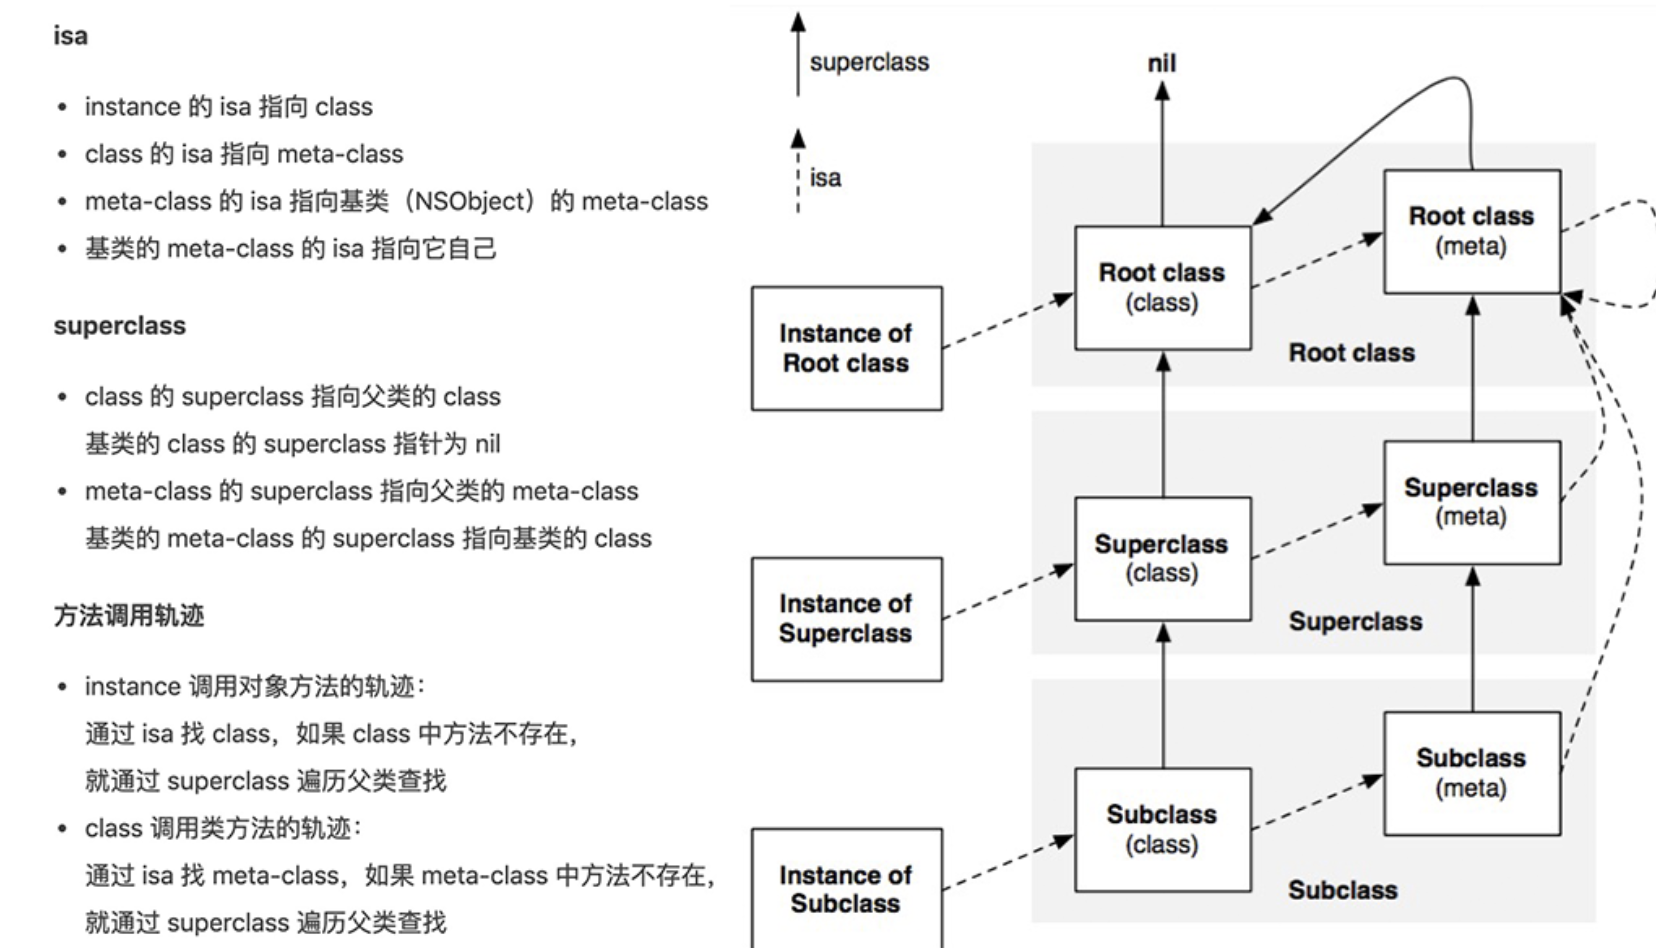 isa
• instance 的 isa 指向 class
• class 的 isa 指向 meta-class
• meta-class 的 isa 指向基类（NSObject）的 meta-class
• 基类的 meta-class 的 isa 指向它自己
superclass
• class 的 superclass 指向父类的 class
基类的 class 的 superclass 指针为 nil
• meta-class 的 superclass 指向父类的 meta-class
基类的 meta-class 的 superclass 指向基类的 class
方法调用轨迹
• instance 调用对象方法的轨迹：
通过 isa 找 class，如果 class 中方法不存在，
就通过 superclass 遍历父类查找
• class 调用类方法的轨迹：
通过 isa 找 meta-class，如果 meta-class 中方法不存在，
就通过 superclass 遍历父类查找
superclass
isa
nil
Instance of
Root class
Root class
(class)
Root class
(meta)
Root class
Instance of
Superclass
Superclass
(class)
Superclass
(meta)
Superclass
Instance of
Subclass
Subclass
(class)
Subclass
(meta)
Subclass